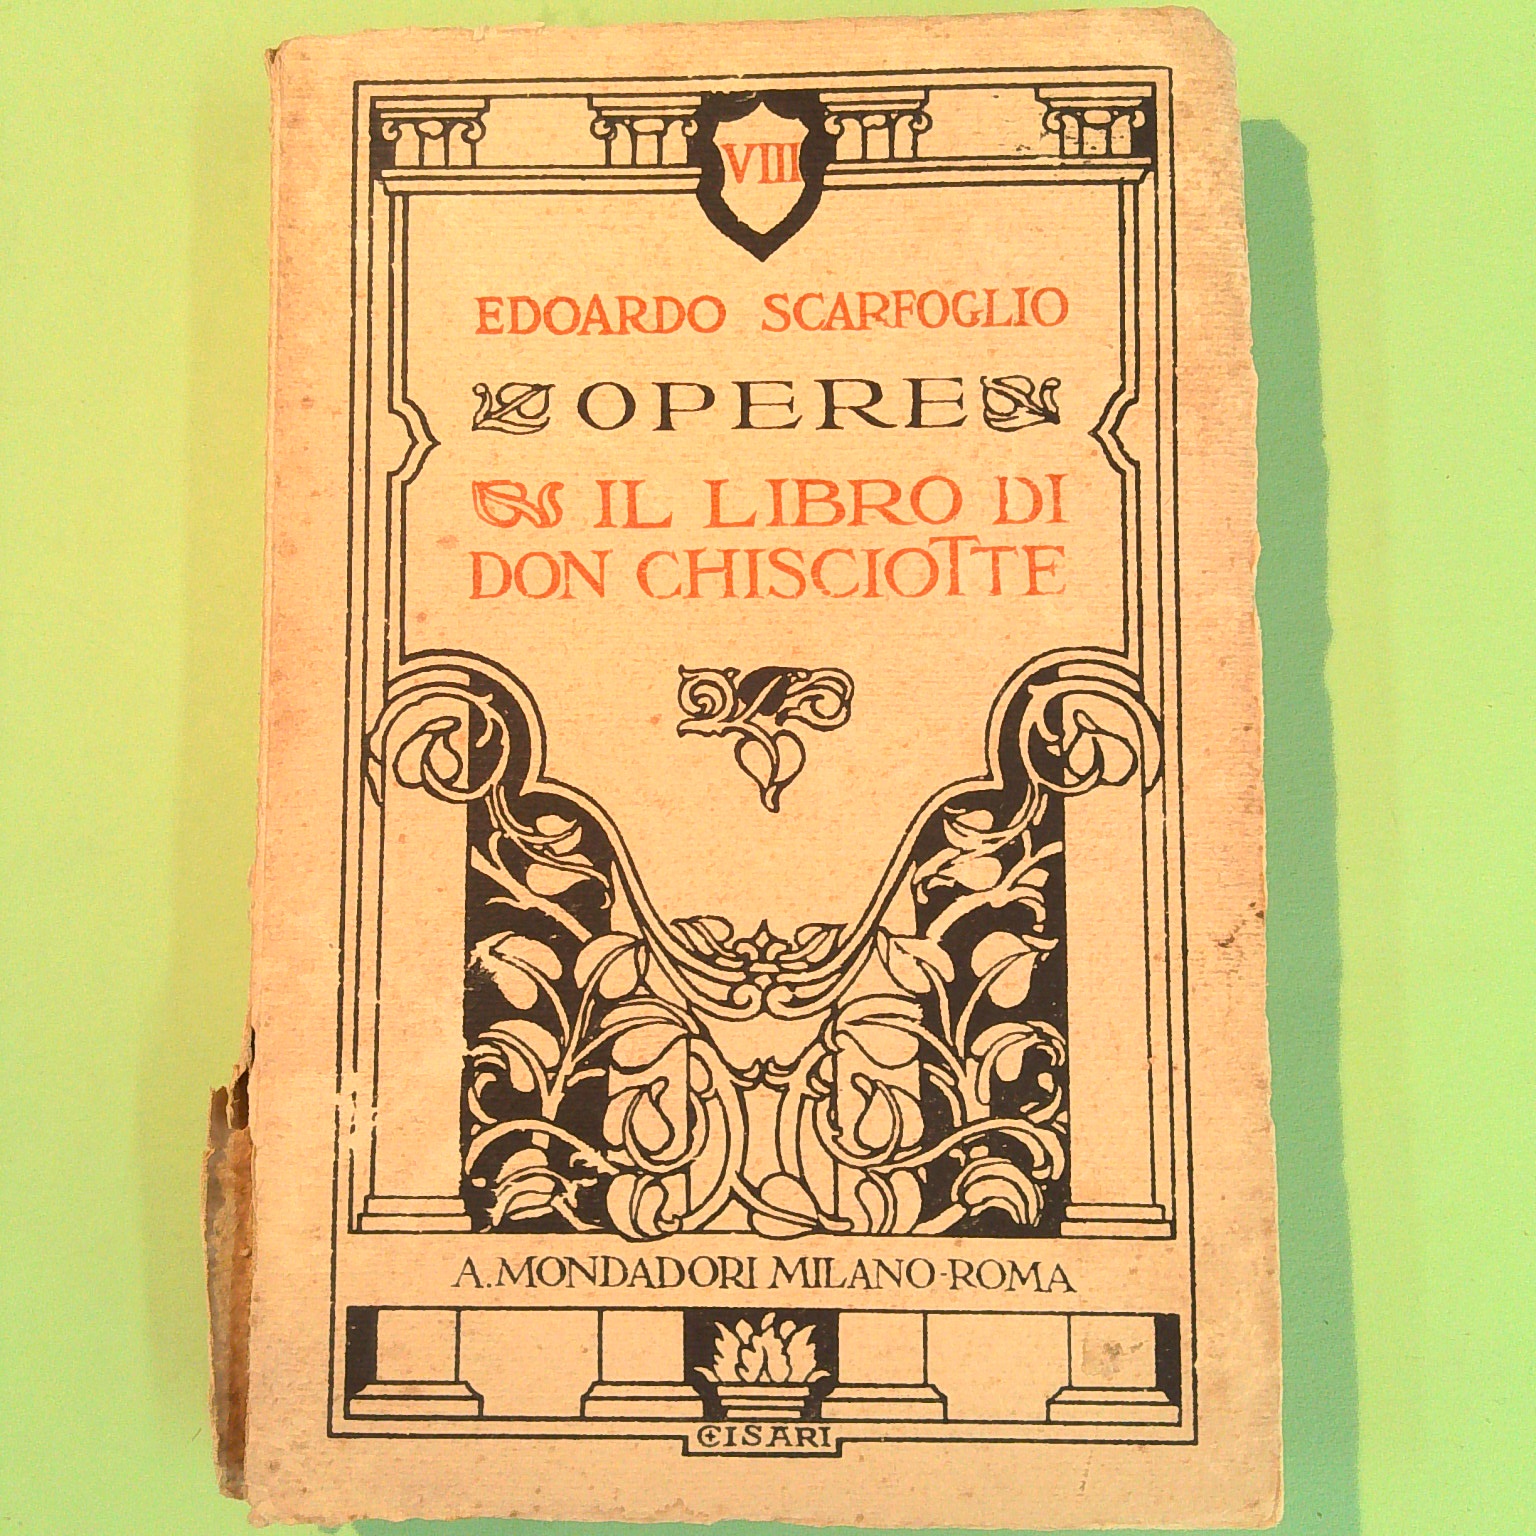 VIII
EDOARDO SCARFOGLIO
OPERE
IL LIBRO DI
DON CHISCIOTTE
A. MONDADORI MILANO-ROMA
CISARI